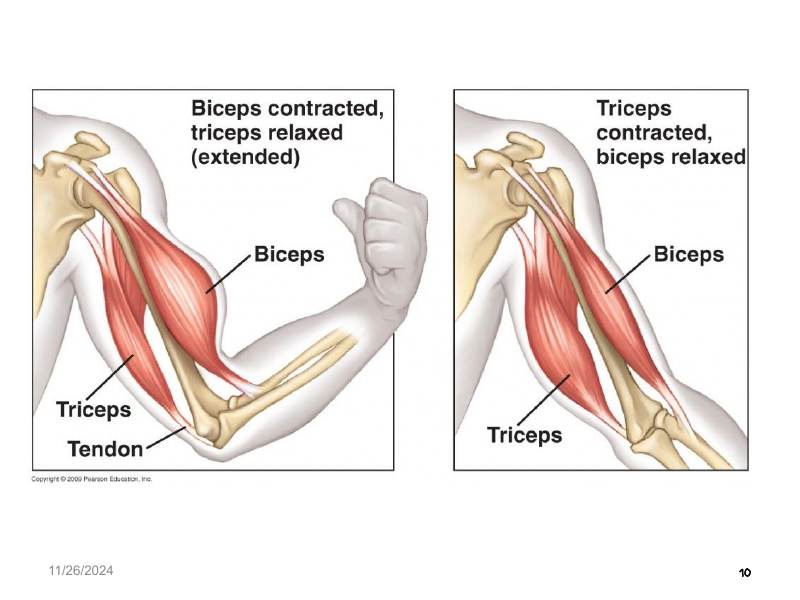 Biceps contracted,
triceps relaxed
(extended)
Biceps
Triceps
Tendon
Triceps
contracted,
biceps relaxed
Biceps
Triceps
Copyright © 2009 Pearson Education, Inc.
11/26/2024
10